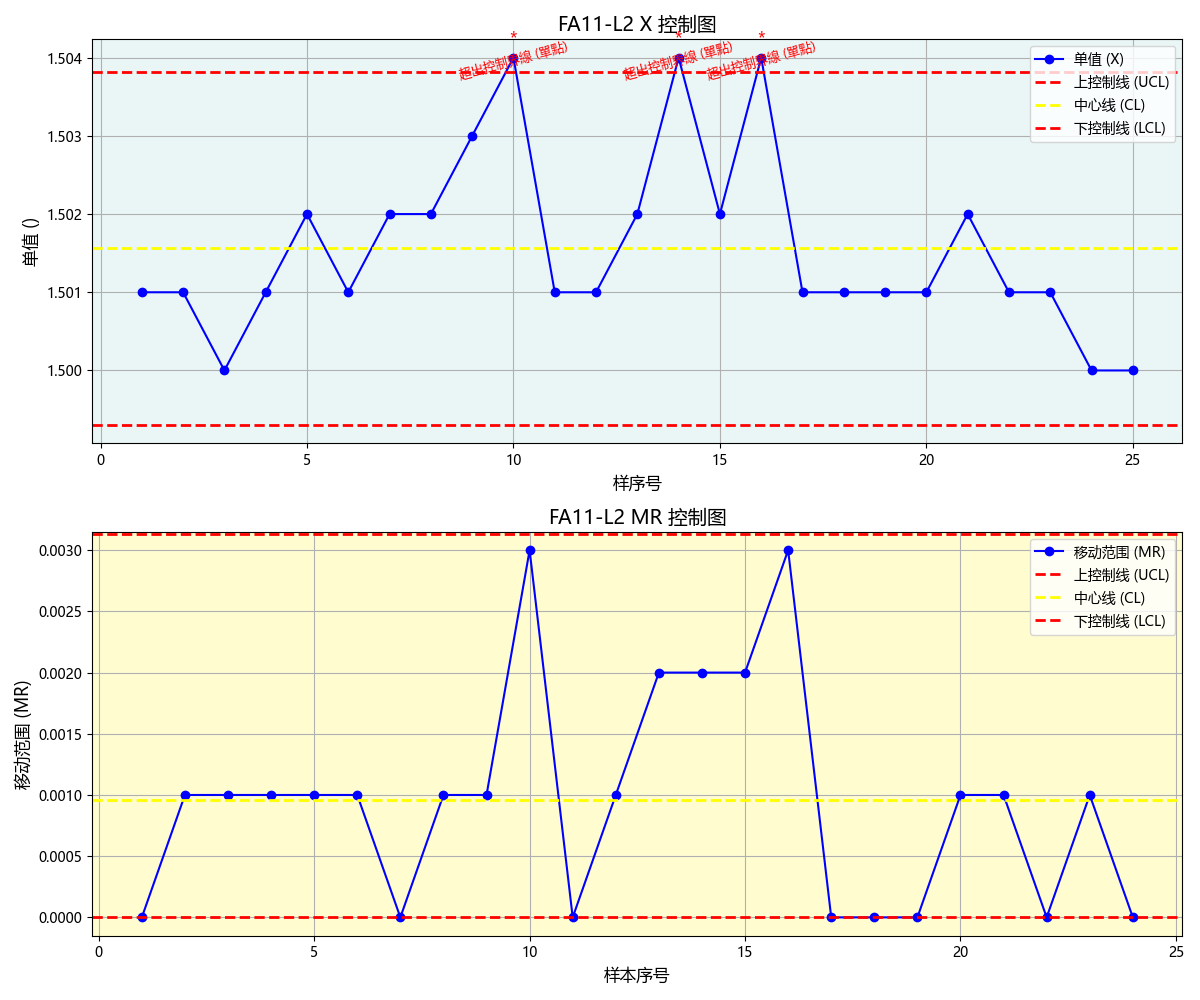 FA11-L2 X 控制图
*
*
*
超出控制界線 (單點)
超出控制界線 (單點)
超出控制界線 (單點)
单值 (X)
上控制线 (UCL)
中心线 (CL)
下控制线 (LCL)
单值 ()
1.504
1.503
1.502
1.501
1.500
0
5
10
15
20
25
样序号
FA11-L2 MR 控制图
移动范围 (MR)
上控制线 (UCL)
中心线 (CL)
下控制线 (LCL)
移动范围 (MR)
0.0030
0.0025
0.0020
0.0015
0.0010
0.0005
0.0000
0
5
10
15
20
25
样本序号